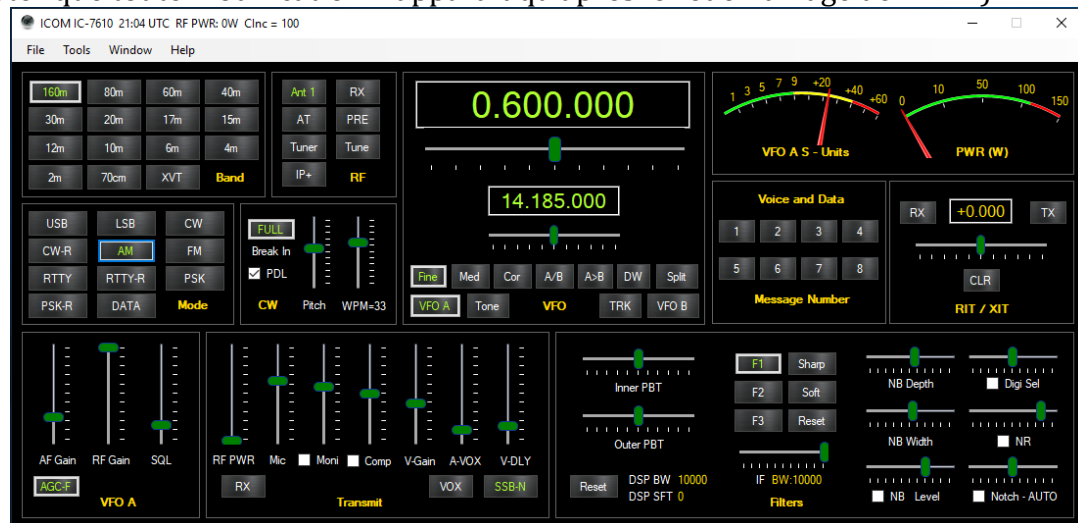 ICOM IC-7610 21:04 UTC RF PWR: 0W CInc = 100
File Tools Window Help
160m 80m 60m 40m
30m 20m 17m 15m
12m 10m 6m 4m
2m 70cm XVT Band
Ant 1 RX
AT PRE
Tuner Tune
IP+ RF
0.600.000
14.185.000
Fine Med Cor A/B A>B DW Split
VFO A Tone VFO TRK VFO B
1 3 5 7 9 +20 +40 +60
VFO A S - Units
0 10 50 100 150
PWR (W)
USB LSB CW
CW-R AM FM
RTTY RTTY-R PSK
PSK-R DATA Mode
FULL
Break In
PDL
CW Pitch WPM=33
Voice and Data
1 2 3 4
5 6 7 8
Message Number
RX +0.000 TX
CLR
RIT / XIT
AF Gain RF Gain SQL
AGC-F
VFO A
RF PWR Mic Moni Comp V-Gain A-VOX V-DLY
RX VOX SSB-N
Transmit
Inner PBT
Outer PBT
Reset DSP BW 10000
DSP SFT 0
F1 Sharp
F2 Soft
F3 Reset
IF BW:10000
Filters
NB Depth Digi Sel
NB Width NR
NB Level Notch - AUTO